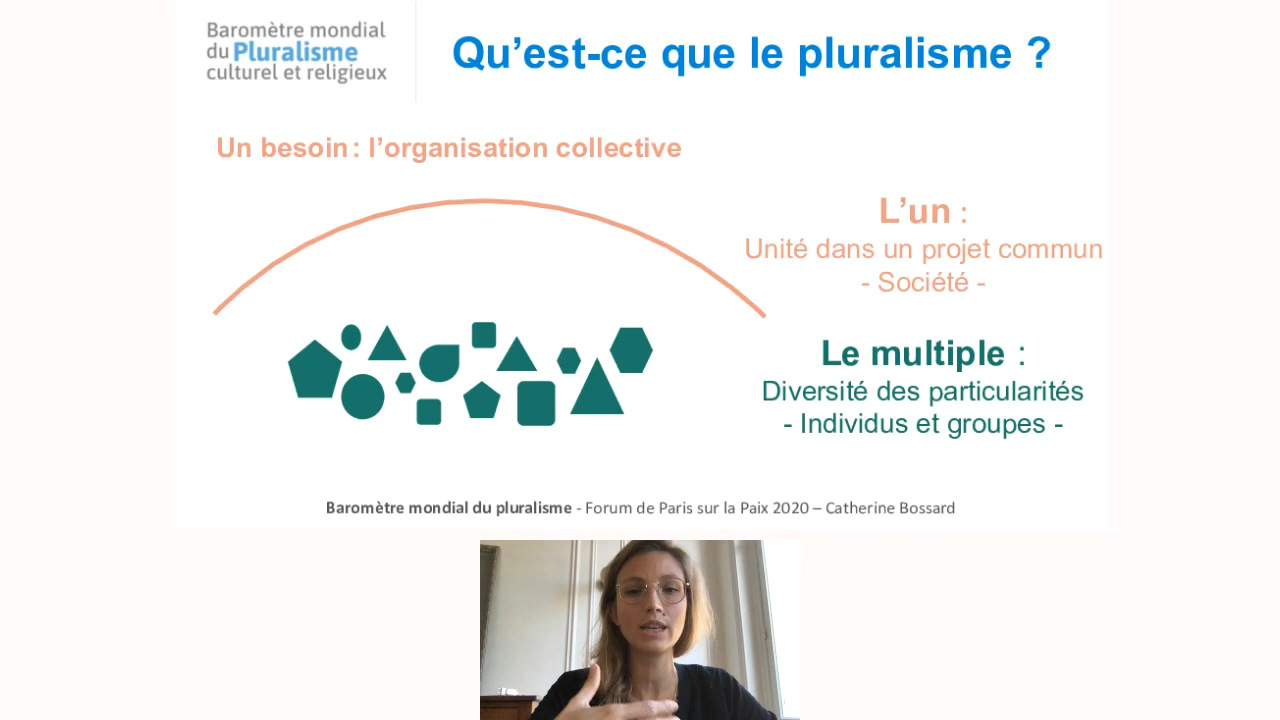 Baromètre mondial
du Pluralisme
culturel et religieux
Qu’est-ce que le pluralisme ?
Un besoin : l’organisation collective
L’un :
Unité dans un projet commun
- Société -
Le multiple :
Diversité des particularités
- Individus et groupes -
Baromètre mondial du pluralisme - Forum de Paris sur la Paix 2020 – Catherine Bossard